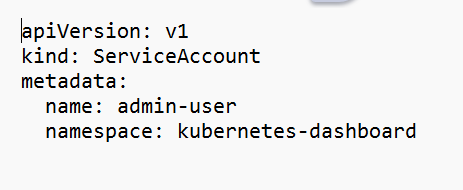 apiVersion: v1
kind: ServiceAccount
metadata:
  name: admin-user
  namespace: kubernetes-dashboard